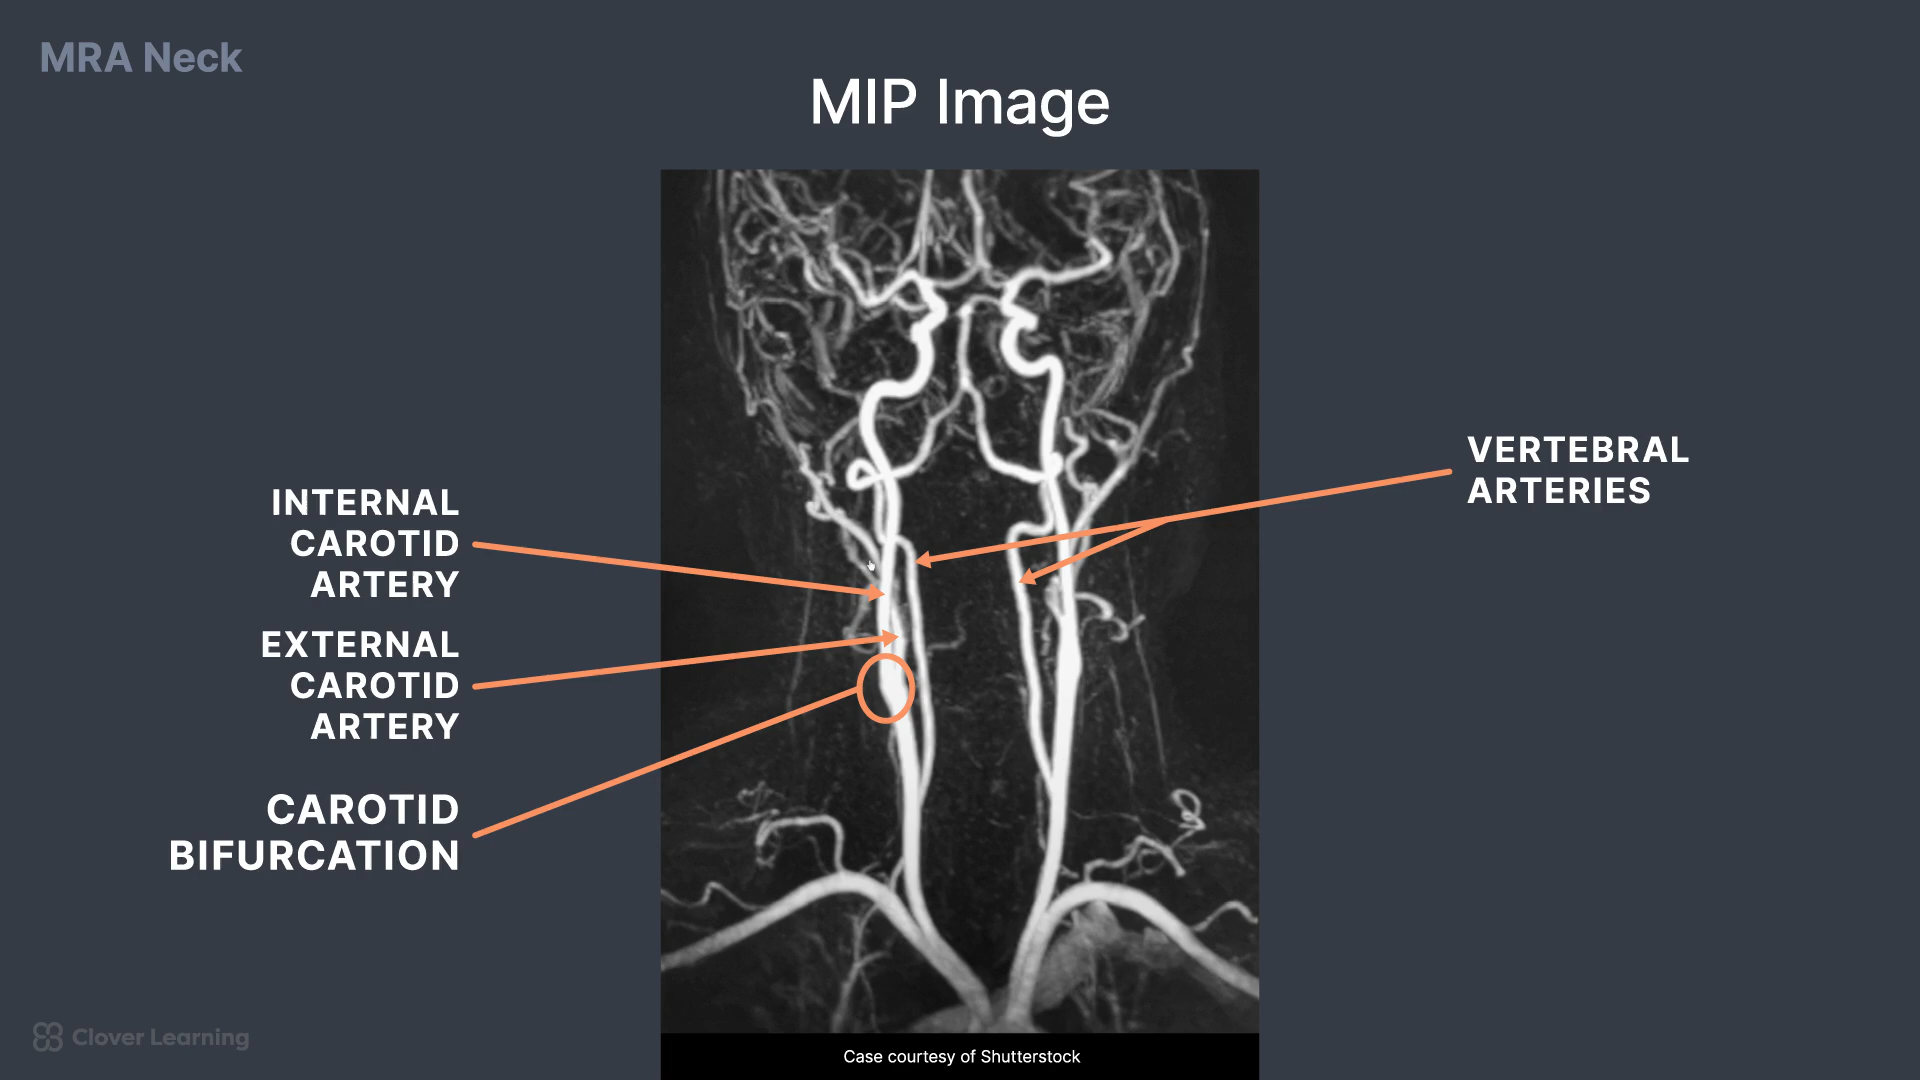 MRA Neck
MIP Image
INTERNAL
CAROTID
ARTERY
EXTERNAL
CAROTID
ARTERY
CAROTID
BIFURCATION
VERTEBRAL
ARTERIES
Clover Learning
Case courtesy of Shutterstock